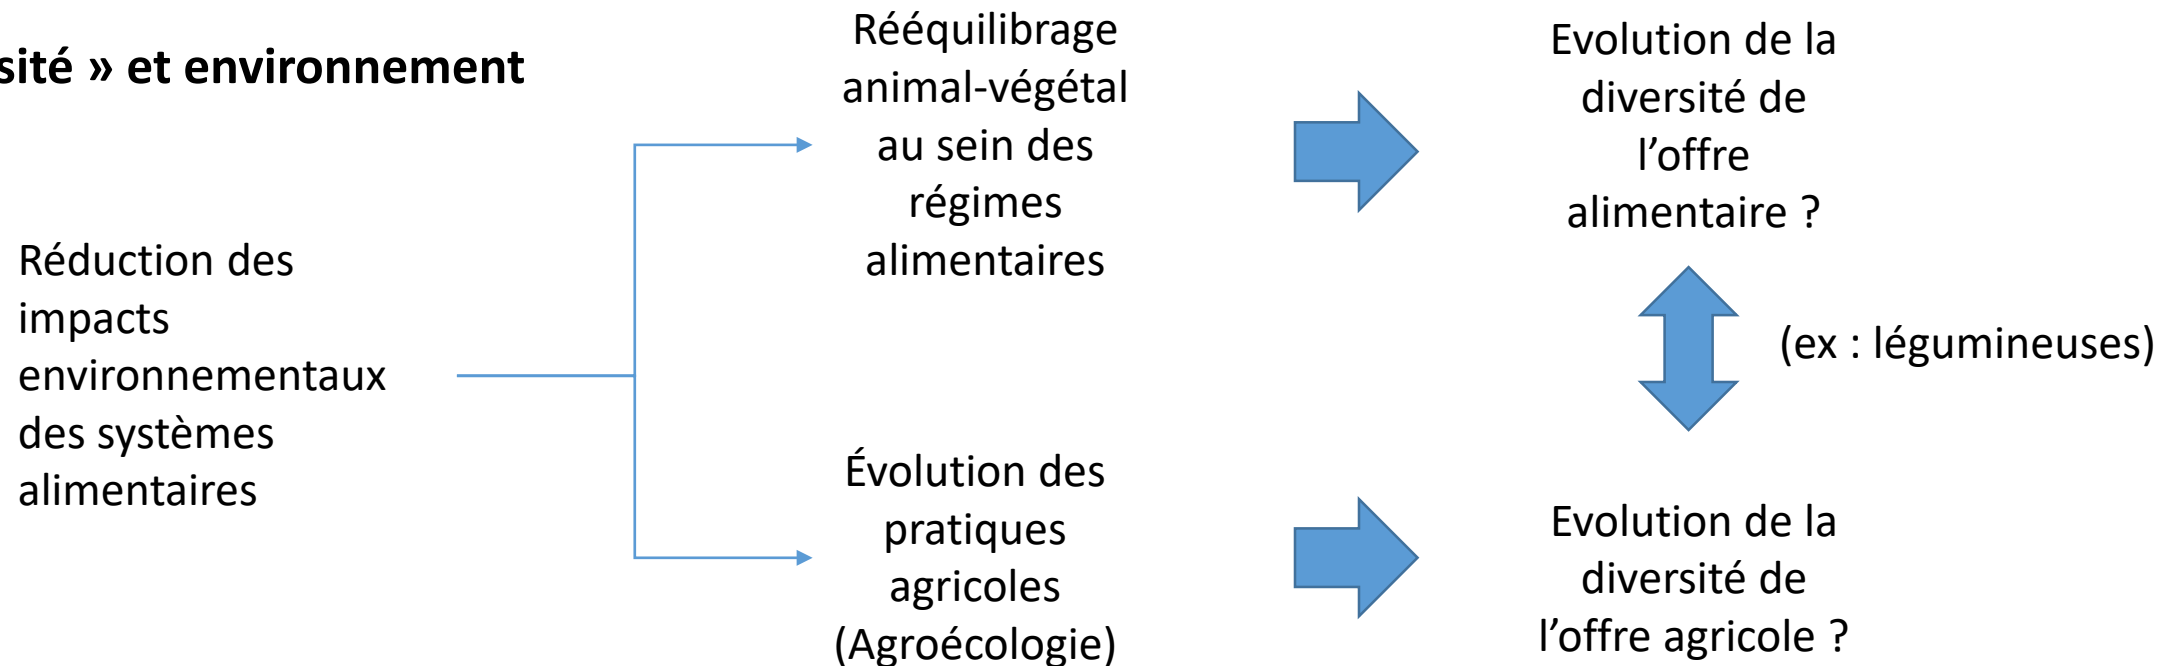 sité » et environnement
Réduction des
impacts
environnementaux
des systèmes
alimentaires
Rééquilibrage
animal-végétal
au sein des
régimes
alimentaires
Evolution de la
diversité de
l’offre
alimentaire ?
(ex : légumineuses)
Évolution des
pratiques
agricoles
(Agroécologie)
Evolution de la
diversité de
l’offre agricole ?